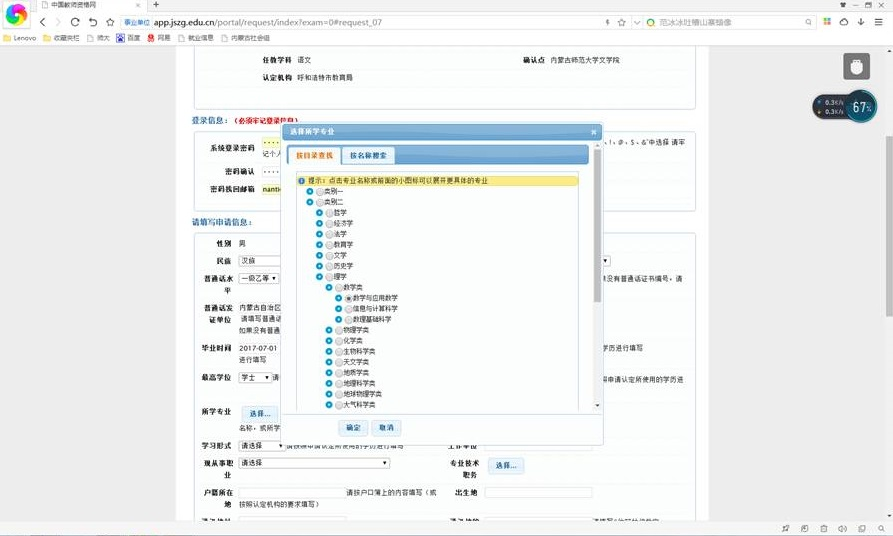 中国教师资格网
事业单位 app.jszg.edu.cn/portal/request/index?exam=0#request_07
范冰冰吐槽山寨铜像
Lenovo 收藏夹栏 师大 百度 网易 就业信息 内蒙古社会组
任教学科 语文 确认点 内蒙古师范大学文学院
认定机构 呼和浩特市教育局
0.3K/s
0.3K/s
67%
登录信息：（必须牢记登录信息）
选择所学专业
系统登录密码
中选择 请牢
记个人
按目录查找 按名称搜索
密码确认
密码找回邮箱
提示：点击专业名称或前面的小图标可以展开更具体的专业
类别一
类别二
哲学
经济学
法学
教育学
文学
历史学
理学
数学类
数学与应用数学
信息与计算科学
数理基础科学
物理学类
化学类
生物科学类
天文学类
地质学类
地理科学类
地球物理学类
大气科学类
确定 取消
请填写申请信息：
性别 男
民族 汉族
普通话水平 一级乙等
果没有普通话证书编号，请
普通话发证单位 内蒙古自治区
请填写普通话
如果没有普通
毕业时间 2017-07-01
学历进行填写
进行填写
最高学位 学士 请
用申请认定所使用的学历进
所学专业 选择...
名称，或所学
学习形式 请选择 请按照申请认定所使用的学历进行填写 工作单位
现从事职业 请选择 专业技术职务 选择...
户籍所在地 请按户口簿上的内容填写（或按照认定机构的要求填写） 出生地